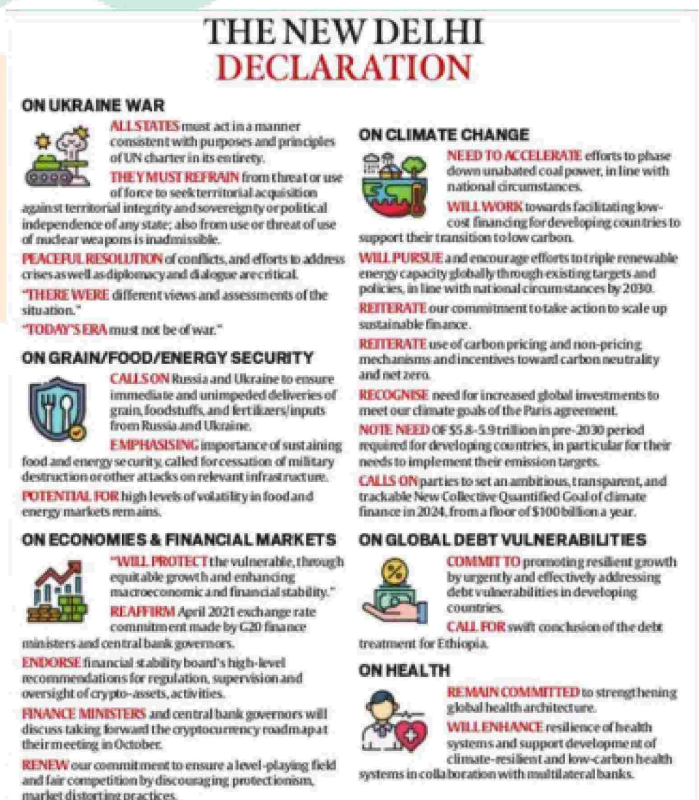 THE NEW DELHI
DECLARATION
ON UKRAINE WAR
ALL STATES must act in a manner
consistent with purposes and principles
of UN charter in its entirety.
THEY MUST REFRAIN from threat or use
of force to seek territorial acquisition
against territorial integrity and sovereignty or political
independence of any state; also from use or threat of use
of nuclear weapons is inadmissible.
PEACEFUL RESOLUTION of conflicts, and efforts to address
crises as well as diplomacy and dialogue are critical.
"THERE WERE different views and assessments of the
situation."
"TODAY'S ERA must not be of war."
ON GRAIN/FOOD/ENERGY SECURITY
CALLS ON Russia and Ukraine to ensure
immediate and unimpeded deliveries of
grain, foodstuffs, and fertilizers/inputs
from Russia and Ukraine.
EMPHASISING importance of sustaining
food and energy security, called for cessation of military
destruction or other attacks on relevant infrastructure.
POTENTIAL FOR high levels of volatility in food and
energy markets remains.
ON ECONOMIES & FINANCIAL MARKETS
"WILL PROTECT the vulnerable, through
equitable growth and enhancing
macroeconomic and financial stability."
REAFFIRM April 2021 exchange rate
commitment made by G20 finance
ministers and central bank governors.
ENDORSE financial stability board's high-level
recommendations for regulation, supervision and
oversight of crypto-assets, activities.
FINANCE MINISTERS and central bank governors will
discuss taking forward the cryptocurrency roadmap at
their meeting in October.
RENEW our commitment to ensure a level-playing field
and fair competition by discouraging protectionism,
market distorting practices.
ON CLIMATE CHANGE
NEED TO ACCELERATE efforts to phase
down unabated coal power, in line with
national circumstances.
WILL WORK towards facilitating low-
cost financing for developing countries to
support their transition to low carbon.
WILL PURSUE and encourage efforts to triple renewable
energy capacity globally through existing targets and
policies, in line with national circumstances by 2030.
REITERATE our commitment to take action to scale up
sustainable finance.
REITERATE use of carbon pricing and non-pricing
mechanisms and incentives toward carbon neutrality
and net zero.
RECOGNISE need for increased global investments to
meet our climate goals of the Paris agreement.
NOTE NEED OF $5.8-5.9 trillion in pre-2030 period
required for developing countries, in particular for their
needs to implement their emission targets.
CALLS ON parties to set an ambitious, transparent, and
trackable New Collective Quantified Goal of climate
finance in 2024, from a floor of $100 billion a year.
ON GLOBAL DEBT VULNERABILITIES
COMMIT TO promoting resilient growth
by urgently and effectively addressing
debt vulnerabilities in developing
countries.
CALL FOR swift conclusion of the debt
treatment for Ethiopia.
ON HEALTH
REMAIN COMMITTED to strengthening
global health architecture.
WILL ENHANCE resilience of health
systems and support development of
climate-resilient and low-carbon health
systems in collaboration with multilateral banks.